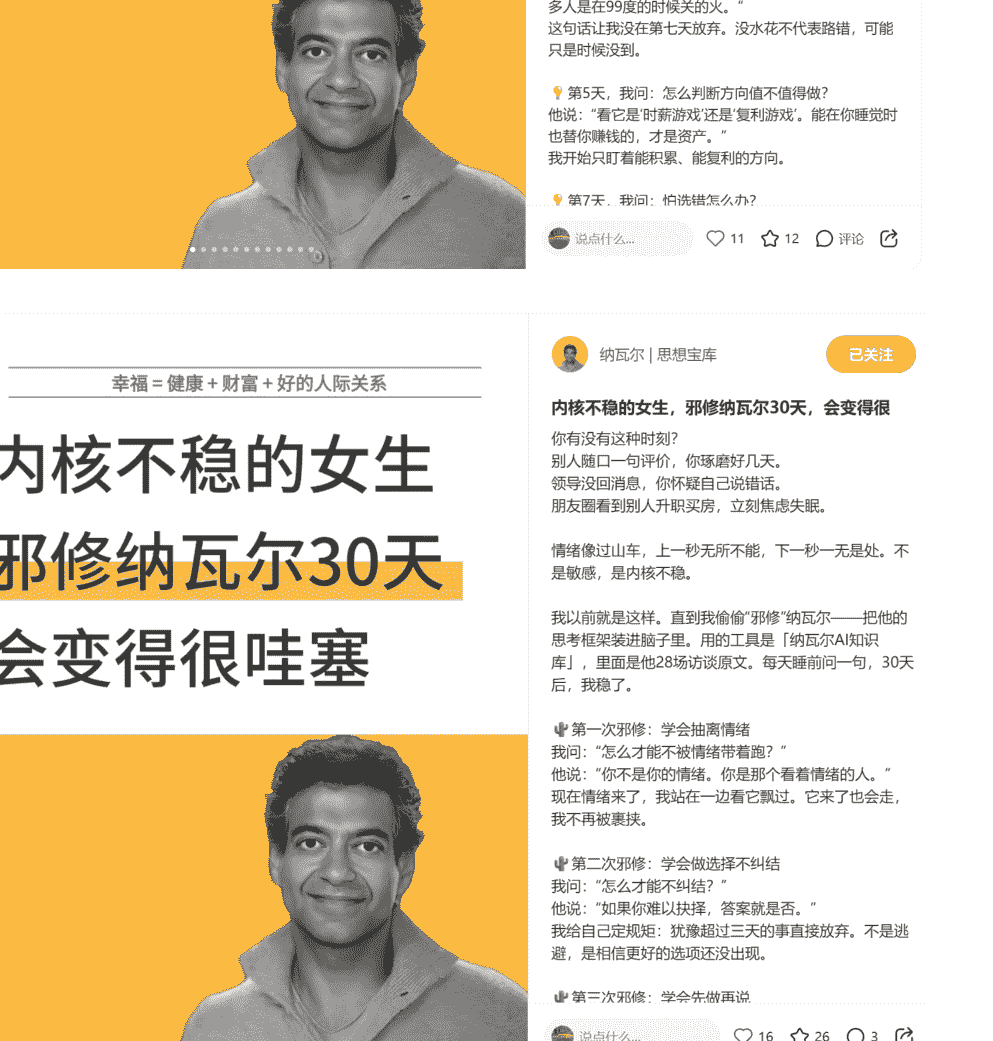 多人是在99度的时候关的火。“
这句话让我没在第七天放弃。没水花不代表路错，可能
只是时候没到。
第5天，我问：怎么判断方向值不值得做？
他说：“看它是‘时薪游戏’还是‘复利游戏’。能在你睡觉时
也替你赚钱的，才是资产。”
我开始只盯着能积累、能复利的方向。
第7天，我问：怕选错怎么办？
说点什么...
11
12
评论
幸福 = 健康 + 财富 + 好的人际关系
内核不稳的女生
邪修纳瓦尔30天
会变得很哇塞
纳瓦尔 | 思想宝库
已关注
内核不稳的女生，邪修纳瓦尔30天，会变得很
你有没有这种时刻？
别人随口一句评价，你琢磨好几天。
领导没回消息，你怀疑自己说错话。
朋友圈看到别人升职买房，立刻焦虑失眠。
情绪像过山车，上一秒无所不能，下一秒一无是处。不
是敏感，是内核不稳。
我以前就是这样。直到我偷偷“邪修”纳瓦尔——把他的
思考框架装进脑子里。用的工具是「纳瓦尔AI知识
库」，里面是他28场访谈原文。每天睡前问一句，30天
后，我稳了。
第一次邪修：学会抽离情绪
我问：“怎么才能不被情绪带着跑？”
他说：“你不是你的情绪。你是那个看着情绪的人。”
现在情绪来了，我站在一边看它飘过。它来了也会走，
我不再被裹挟。
第二次邪修：学会做选择不纠结
我问：“怎么才能不纠结？”
他说：“如果你难以抉择，答案就是否。”
我给自己定规矩：犹豫超过三天的事直接放弃。不是逃
避，是相信更好的选项还没出现。
第三次邪修：学会先做再说
说点什么...
16
26
3